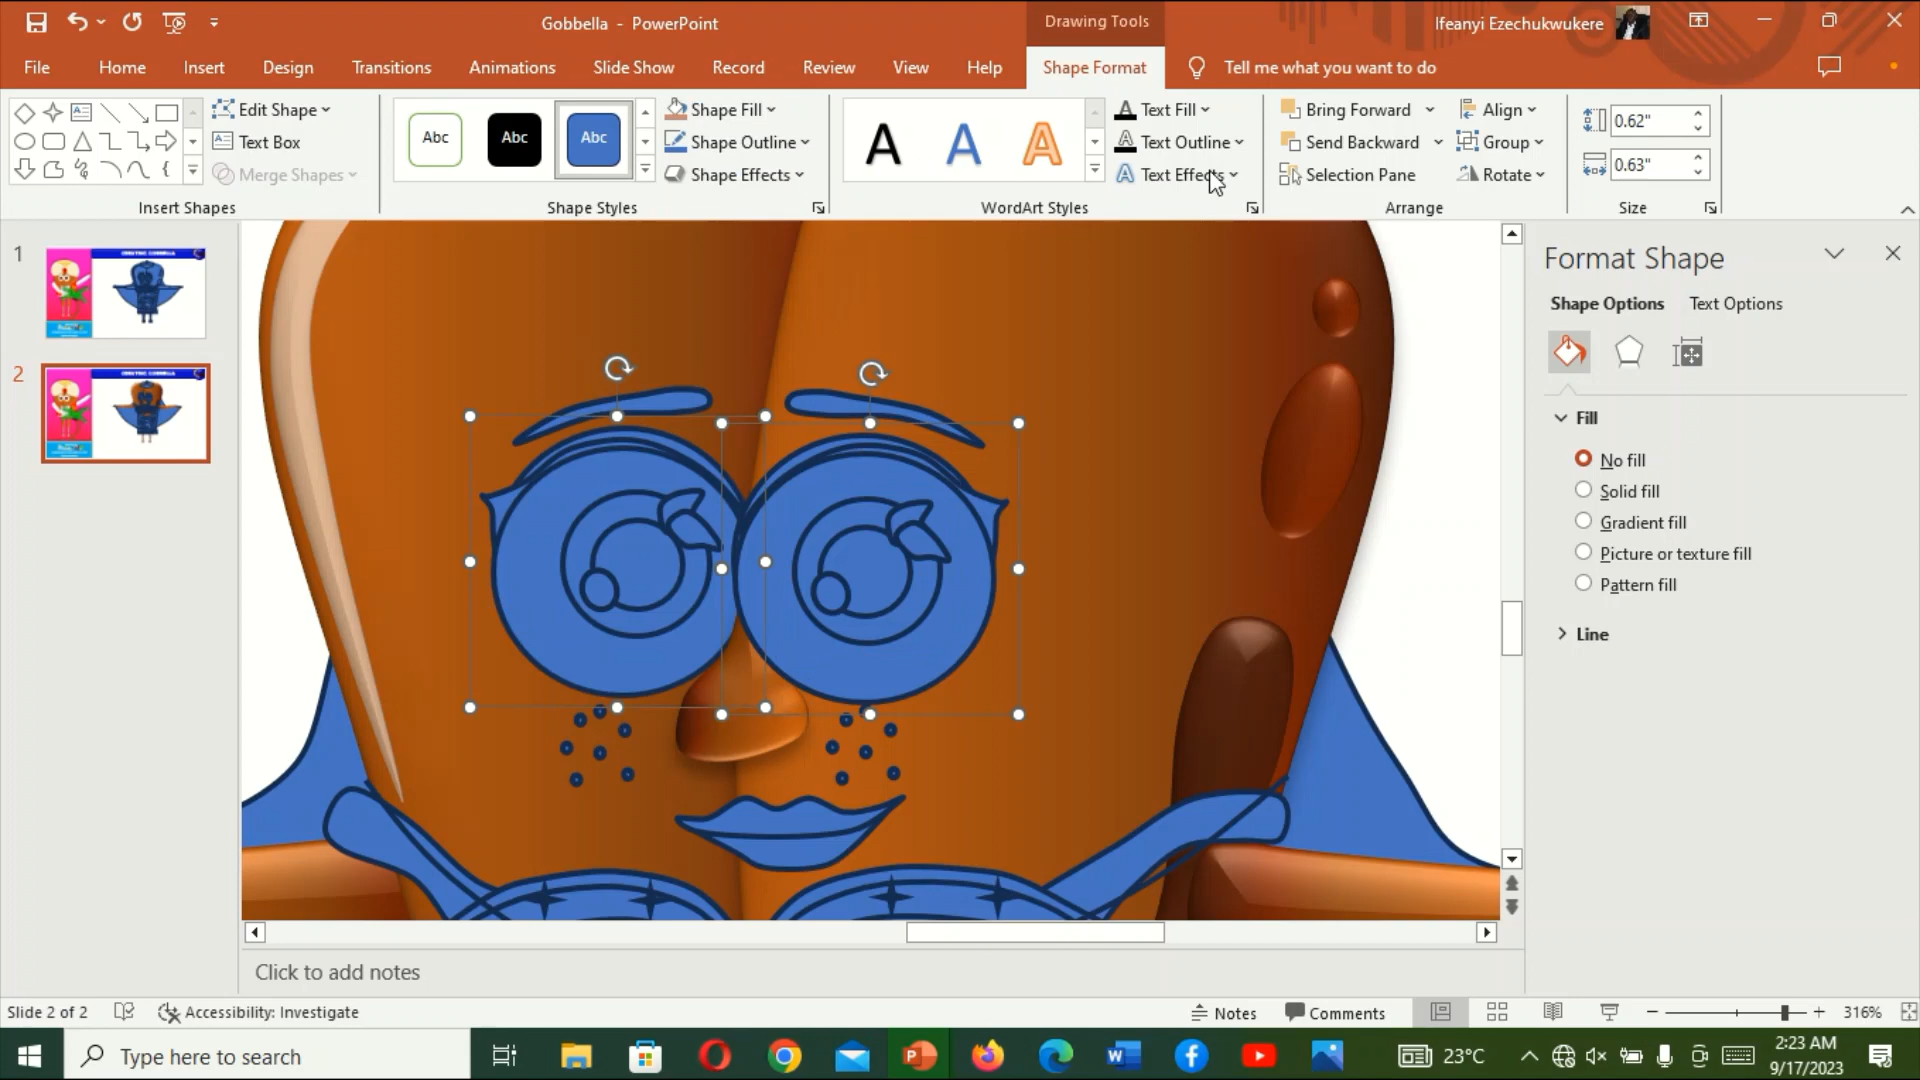 Gobbella - PowerPoint
Drawing Tools
Ifeanyi Ezechukwukere
File Home Insert Design Transitions Animations Slide Show Record Review View Help Shape Format Tell me what you want to do
Edit Shape
Text Box
Merge Shapes
Insert Shapes
Abc Abc Abc
Shape Fill
Shape Outline
Shape Effects
Shape Styles
A A A
Text Fill
Text Outline
Text Effects
WordArt Styles
Bring Forward
Send Backward
Selection Pane
Align
Group
Rotate
Arrange
0.62"
0.63"
Size
1
2
Format Shape
Shape Options Text Options
Fill
No fill
Solid fill
Gradient fill
Picture or texture fill
Pattern fill
Line
Click to add notes
Slide 2 of 2 Accessibility: Investigate Notes Comments 316%
Type here to search
23°C
2:23 AM
9/17/2023